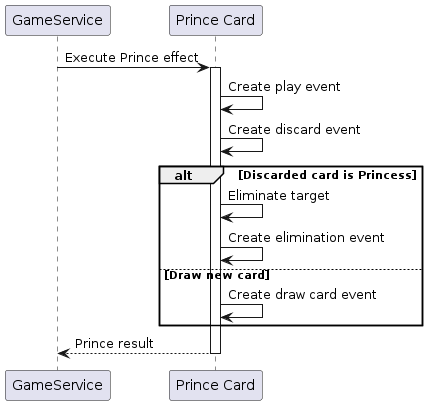 GameService
Prince Card
Execute Prince effect
Create play event
Create discard event
alt
[Discarded card is Princess]
Eliminate target
Create elimination event
[Draw new card]
Create draw card event
Prince result
GameService
Prince Card